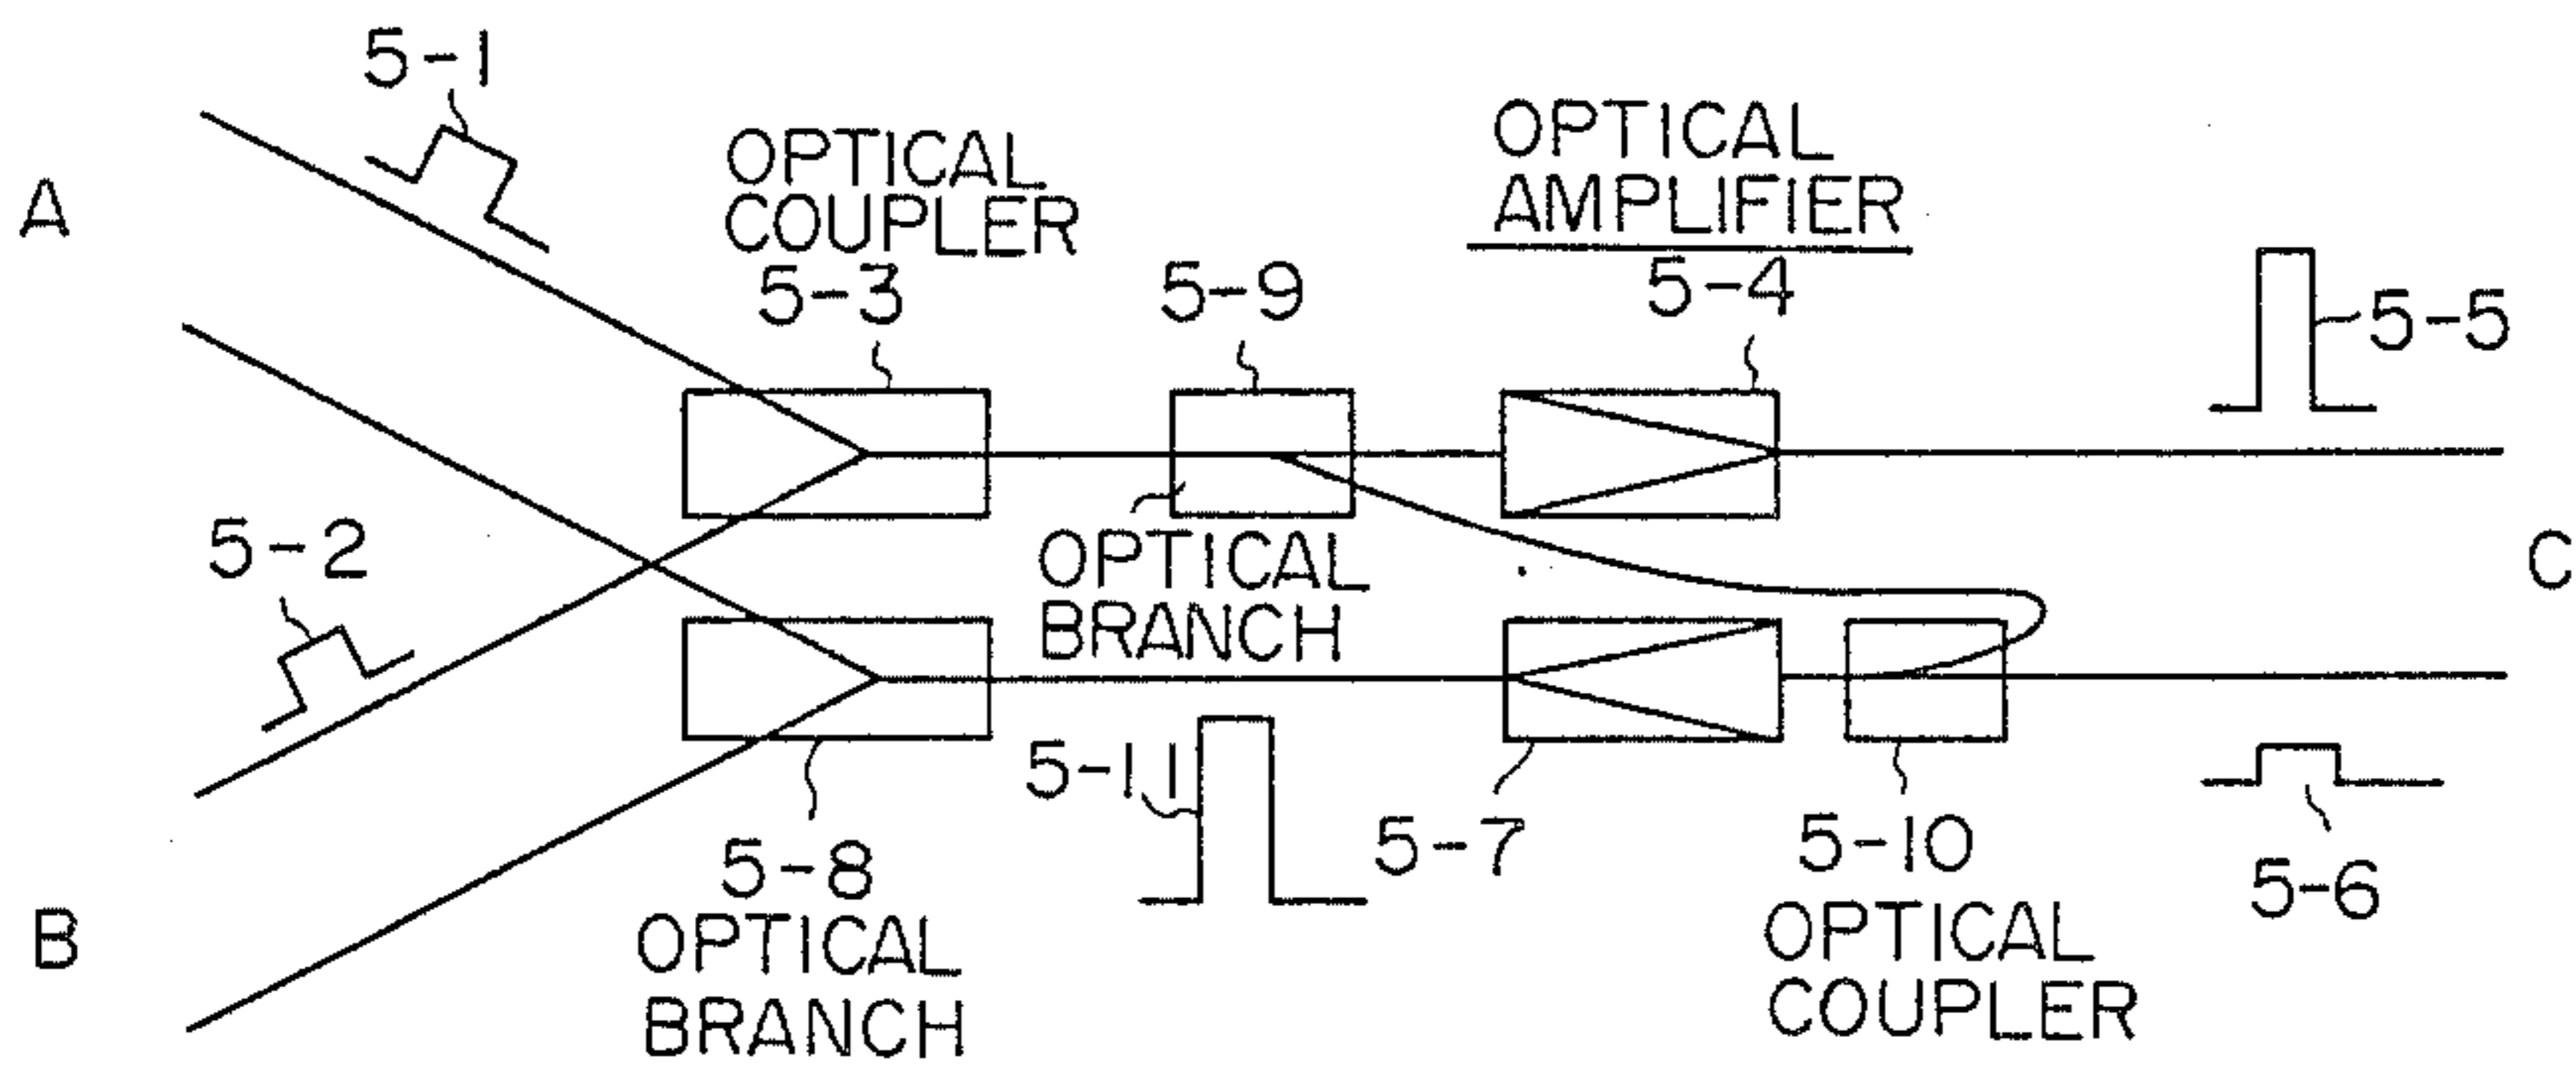 5-1
A
OPTICAL
COUPLER
5-3
5-9
OPTICAL
AMPLIFIER
5-4
5-5
5-2
OPTICAL
BRANCH
C
5-11
5-7
5-8
OPTICAL
BRANCH
5-10
OPTICAL
COUPLER
5-6
B